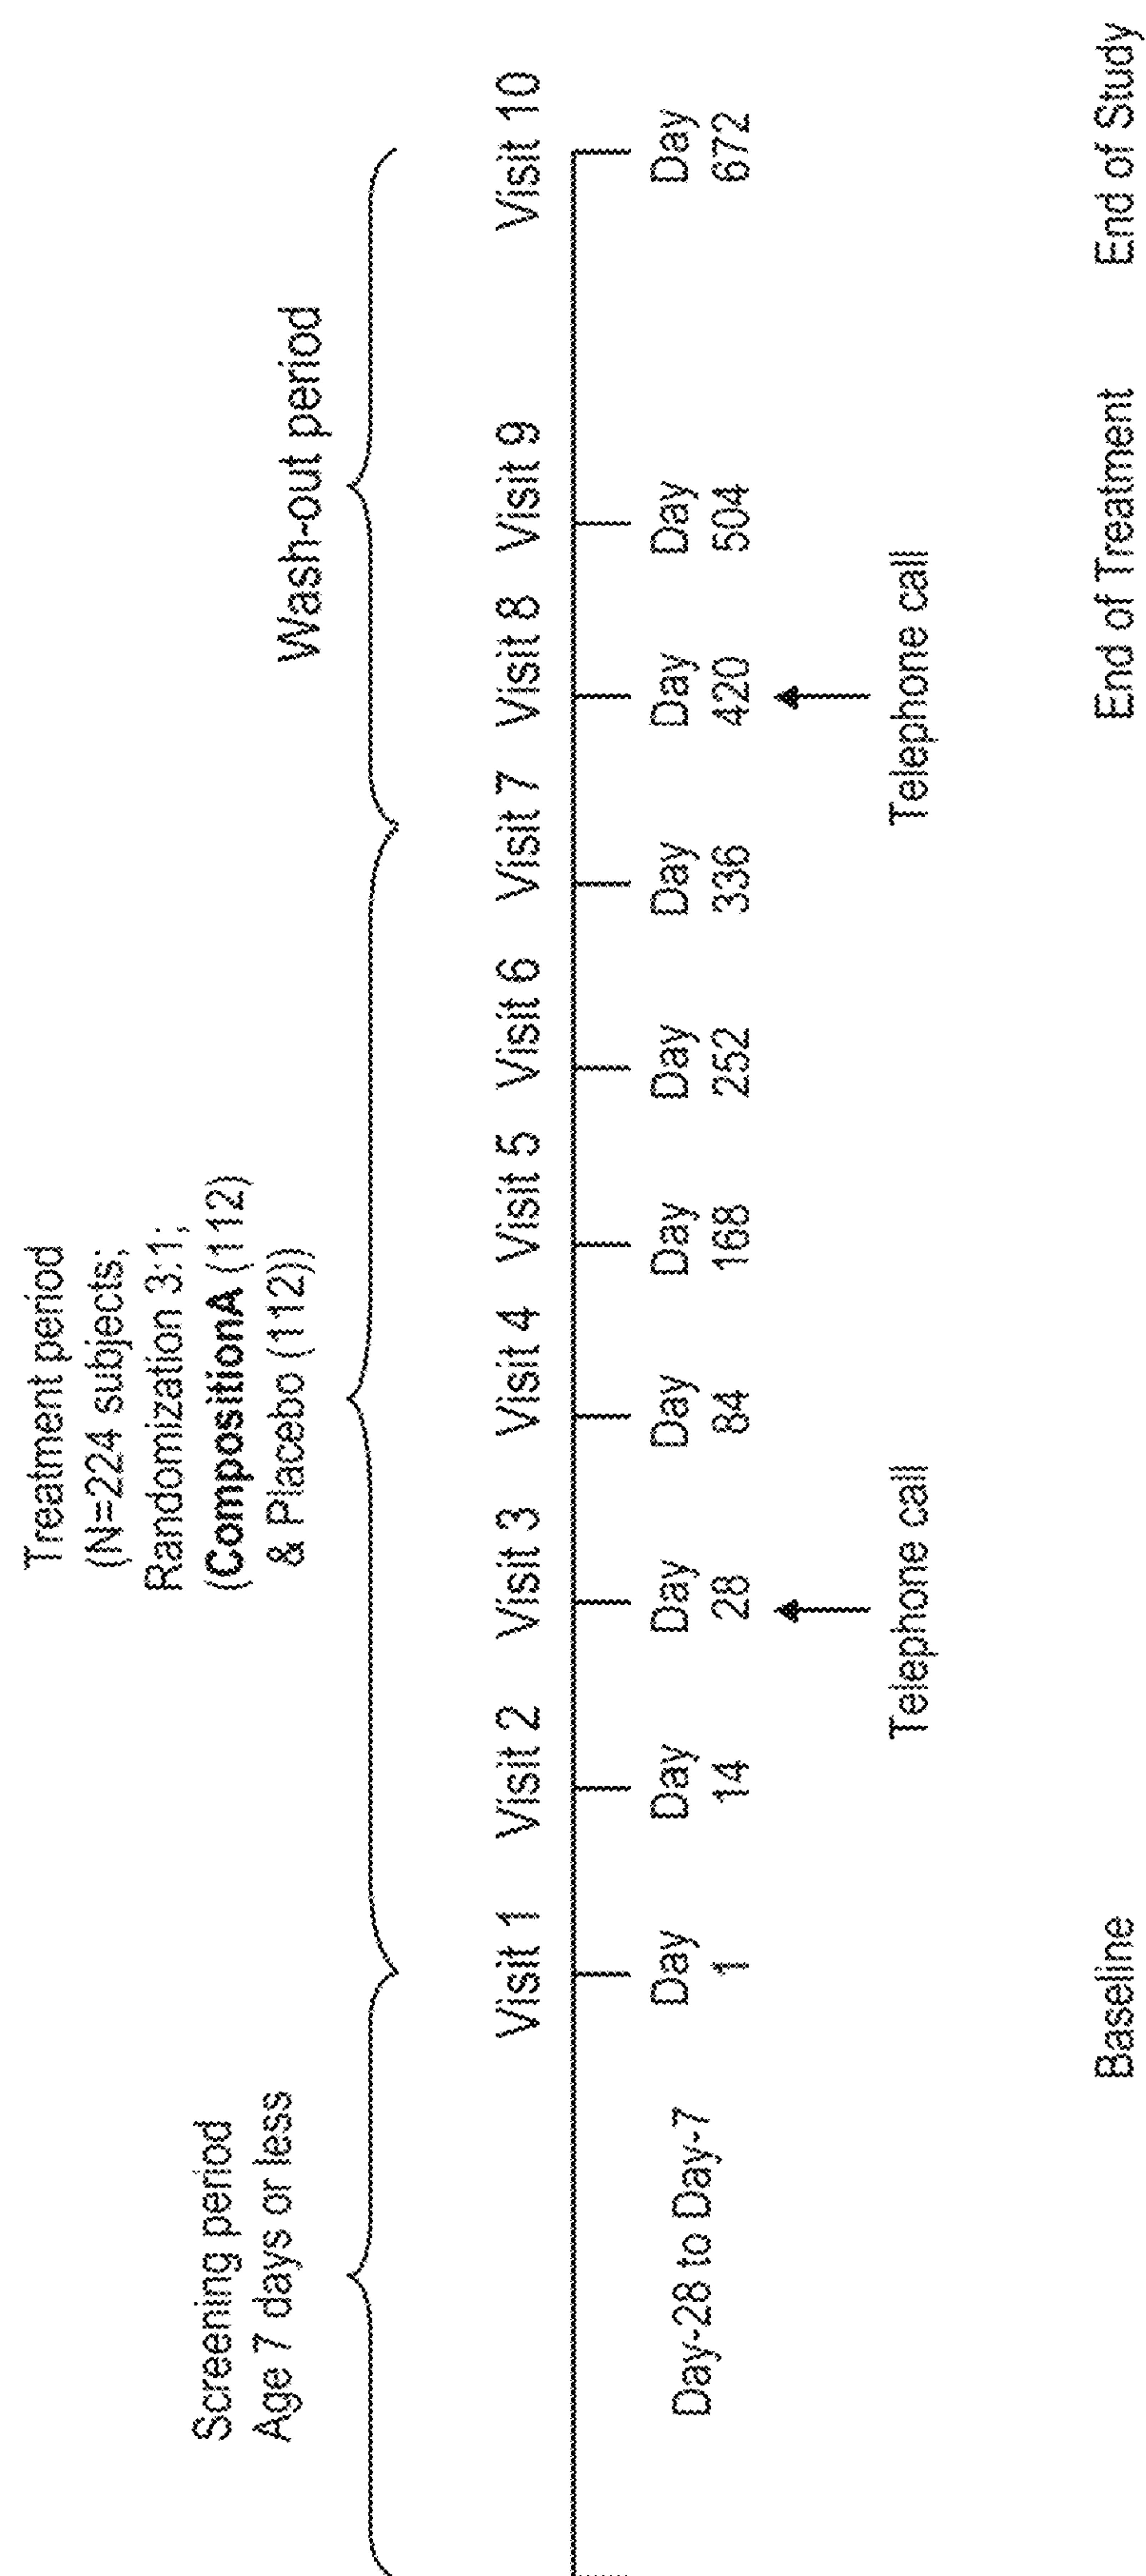 Screening period
Age 7 days or less
Treatment period
(N=224 subjects;
Randomization 3:1;
(CompositionA (112)
& Placebo (112))
Wash-out period
Visit 1
Visit 2
Visit 3
Visit 4
Visit 5
Visit 6
Visit 7
Visit 8
Visit 9
Visit 10
Day-28 to Day-7
Day
1
Day
14
Day
28
Day
84
Day
168
Day
252
Day
336
Day
420
Day
504
Day
672
Telephone call
Telephone call
Baseline
End of Treatment
End of Study